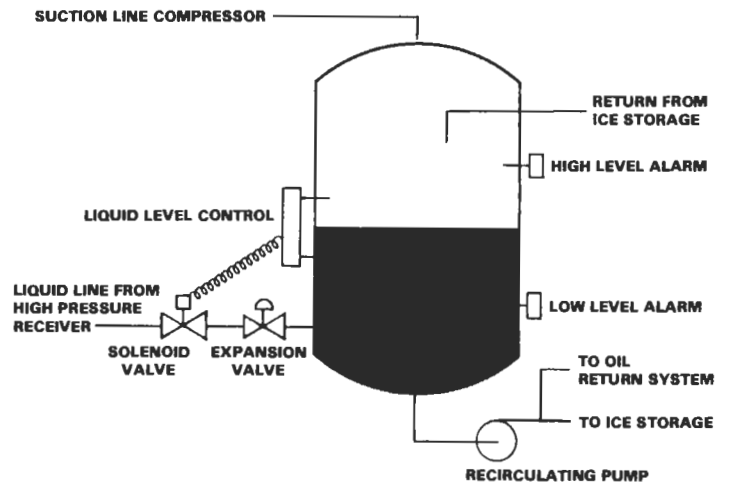 SUCTION LINE COMPRESSOR
RETURN FROM
ICE STORAGE
HIGH LEVEL ALARM
LIQUID LEVEL CONTROL
LIQUID LINE FROM
HIGH PRESSURE
RECEIVER
LOW LEVEL ALARM
SOLENOID
VALVE
EXPANSION
VALVE
TO OIL
RETURN SYSTEM
TO ICE STORAGE
RECIRCULATING PUMP